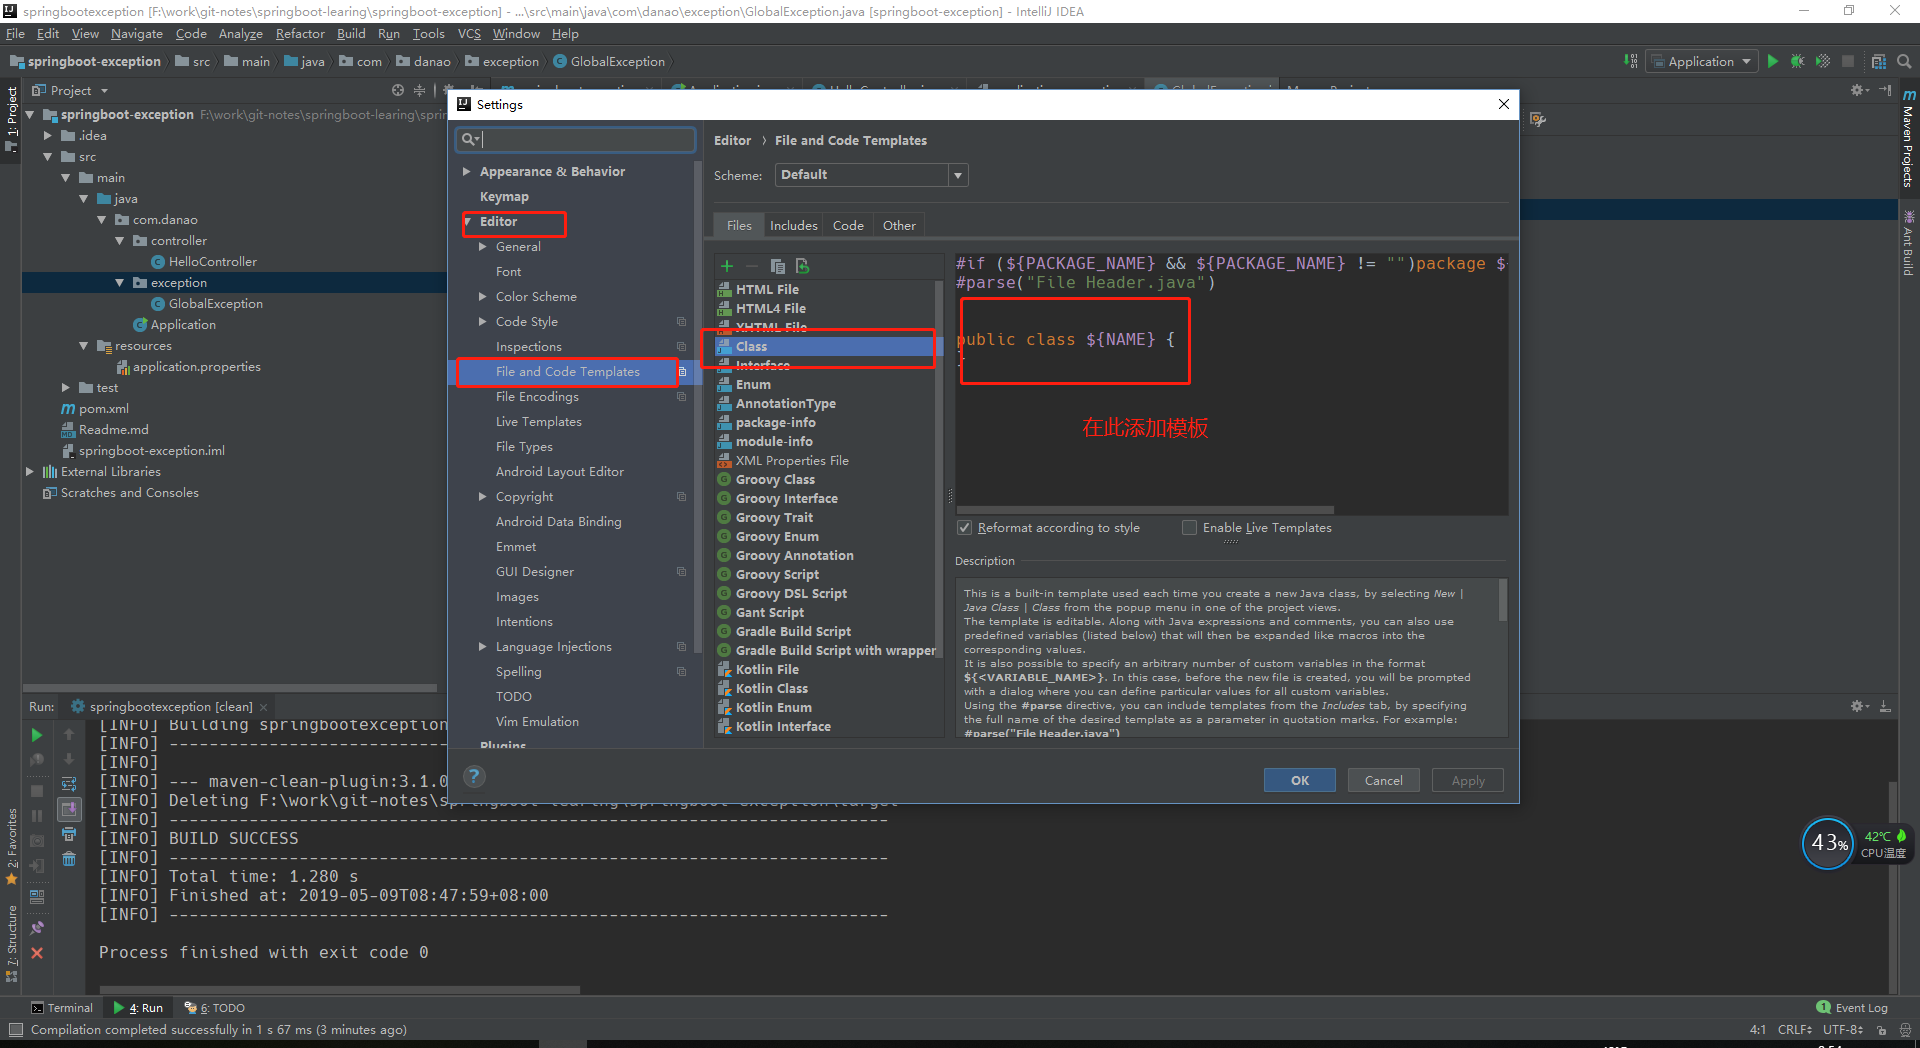 springbootexception [F:\work\git-notes\springboot-learing\springboot-exception] - ...\src\main\java\com\danao\exception\GlobalException.java [springboot-exception] - IntelliJ IDEA
File Edit View Navigate Code Analyze Refactor Build Run Tools VCS Window Help
springboot-exception src main java com danao exception GlobalException
Application
1: Project
Project
springboot-exception F:\work\git-notes\springboot-learing\spri
.idea
src
main
java
com.danao
controller
HelloController
exception
GlobalException
Application
resources
application.properties
test
pom.xml
Readme.md
springboot-exception.iml
External Libraries
Scratches and Consoles
Settings
Appearance & Behavior
Keymap
Editor
General
Font
Color Scheme
Code Style
Inspections
File and Code Templates
File Encodings
Live Templates
File Types
Android Layout Editor
Copyright
Android Data Binding
Emmet
GUI Designer
Images
Intentions
Language Injections
Spelling
TODO
Vim Emulation
Plugins
Editor › File and Code Templates
Scheme: Default
Files Includes Code Other
HTML File
HTML4 File
XHTML File
Class
Interface
Enum
AnnotationType
package-info
module-info
XML Properties File
Groovy Class
Groovy Interface
Groovy Trait
Groovy Enum
Groovy Annotation
Groovy Script
Groovy DSL Script
Gant Script
Gradle Build Script
Gradle Build Script with wrapper
Kotlin File
Kotlin Class
Kotlin Enum
Kotlin Interface
#if (${PACKAGE_NAME} && ${PACKAGE_NAME} != "")package $
#parse("File Header.java")
public class ${NAME} {
}
在此添加模板
Reformat according to style Enable Live Templates
Description
This is a built-in template used each time you create a new Java class, by selecting New |
Java Class | Class from the popup menu in one of the project views.
The template is editable. Along with Java expressions and comments, you can also use
predefined variables (listed below) that will then be expanded like macros into the
corresponding values.
It is also possible to specify an arbitrary number of custom variables in the format
${<VARIABLE_NAME>}. In this case, before the new file is created, you will be prompted
with a dialog where you can define particular values for all custom variables.
Using the #parse directive, you can include templates from the Includes tab, by specifying
the full name of the desired template as a parameter in quotation marks. For example:
#parse("File Header.java")
? OK Cancel Apply
Maven Projects
Ant Build
Run: springbootexception [clean]
[INFO] Building springbootexception
[INFO] ------------------------------------------------------------------------
[INFO]
[INFO] --- maven-clean-plugin:3.1.0
[INFO] Deleting F:\work\git-notes\springboot-learing\springboot-exception\target
[INFO] ------------------------------------------------------------------------
[INFO] BUILD SUCCESS
[INFO] ------------------------------------------------------------------------
[INFO] Total time: 1.280 s
[INFO] Finished at: 2019-05-09T08:47:59+08:00
[INFO] ------------------------------------------------------------------------
Process finished with exit code 0
2: Favorites
7: Structure
43%
42℃
CPU温度
Terminal 4: Run 6: TODO
1 Event Log
Compilation completed successfully in 1 s 67 ms (3 minutes ago)
4:1 CRLF UTF-8